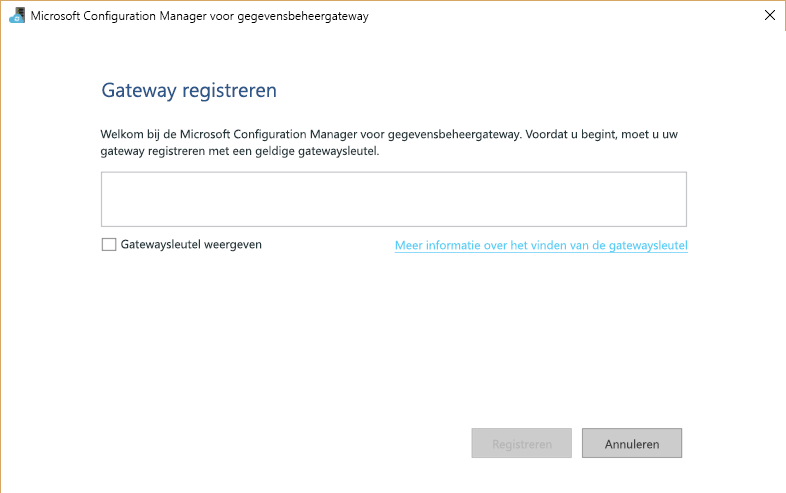 Microsoft Configuration Manager voor gegevensbeheergateway
Gateway registreren
Welkom bij de Microsoft Configuration Manager voor gegevensbeheergateway. Voordat u begint, moet u uw
gateway registreren met een geldige gatewaysleutel.
Gatewaysleutel weergeven
Meer informatie over het vinden van de gatewaysleutel
Registreren
Annuleren